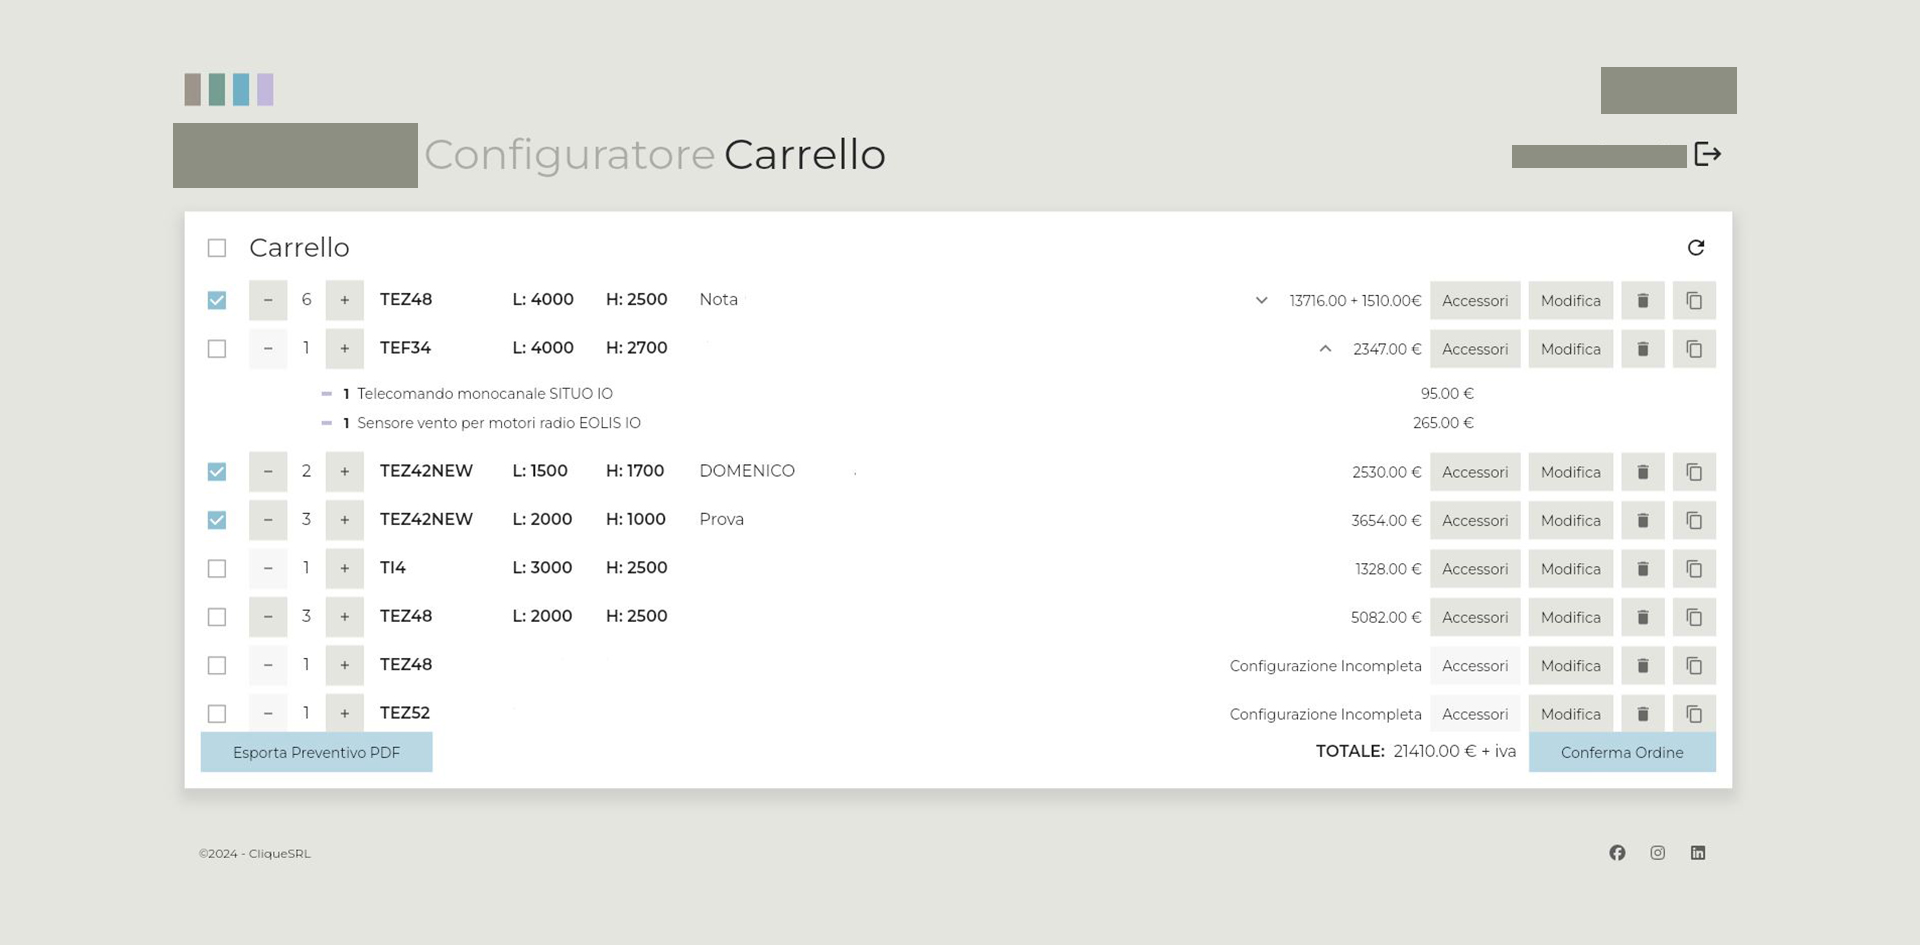 Configuratore Carrello
Carrello
− 6 + TEZ48 L: 4000 H: 2500 Nota 13716.00 + 1510.00€ Accessori Modifica
− 1 + TEF34 L: 4000 H: 2700 2347.00 € Accessori Modifica
1 Telecomando monocanale SITUO IO 95.00 €
1 Sensore vento per motori radio EOLIS IO 265.00 €
− 2 + TEZ42NEW L: 1500 H: 1700 DOMENICO 2530.00 € Accessori Modifica
− 3 + TEZ42NEW L: 2000 H: 1000 Prova 3654.00 € Accessori Modifica
− 1 + TI4 L: 3000 H: 2500 1328.00 € Accessori Modifica
− 3 + TEZ48 L: 2000 H: 2500 5082.00 € Accessori Modifica
− 1 + TEZ48 Configurazione Incompleta Accessori Modifica
− 1 + TEZ52 Configurazione Incompleta Accessori Modifica
Esporta Preventivo PDF TOTALE: 21410.00 € + iva Conferma Ordine
©2024 - CliqueSRL